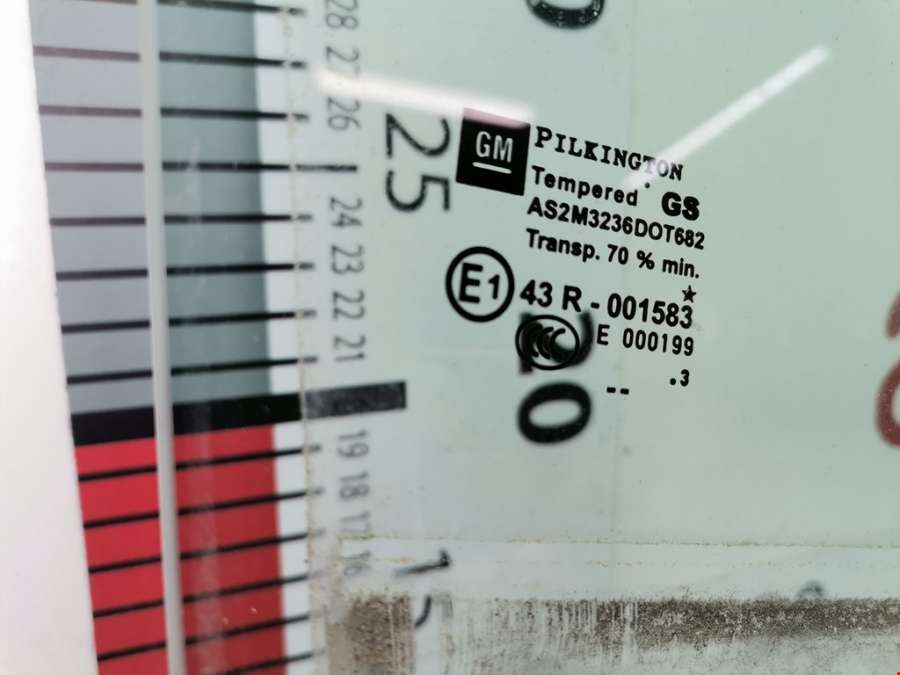 28
27
26
25
24
23
22
21
20
19
18
17
16
15
GM
PILKINGTON
Tempered GS
AS2M3236DOT682
Transp. 70 % min.
E1 43 R - 001583
CCC E 000199
-- .3